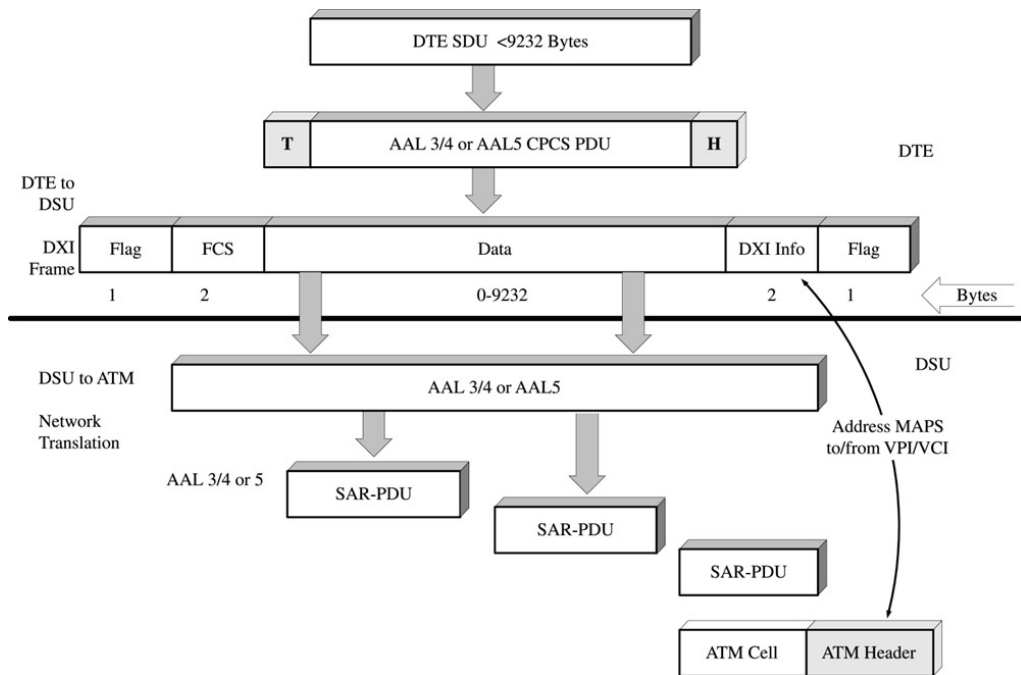 DTE SDU <9232 Bytes
T
AAL 3/4 or AAL5 CPCS PDU
H
DTE
DTE to
DSU
DXI
Frame
Flag
FCS
Data
DXI Info
Flag
1
2
0-9232
2
1
Bytes
DSU to ATM
Network
Translation
AAL 3/4 or AAL5
DSU
Address MAPS
to/from VPI/VCI
AAL 3/4 or 5
SAR-PDU
SAR-PDU
SAR-PDU
ATM Cell
ATM Header